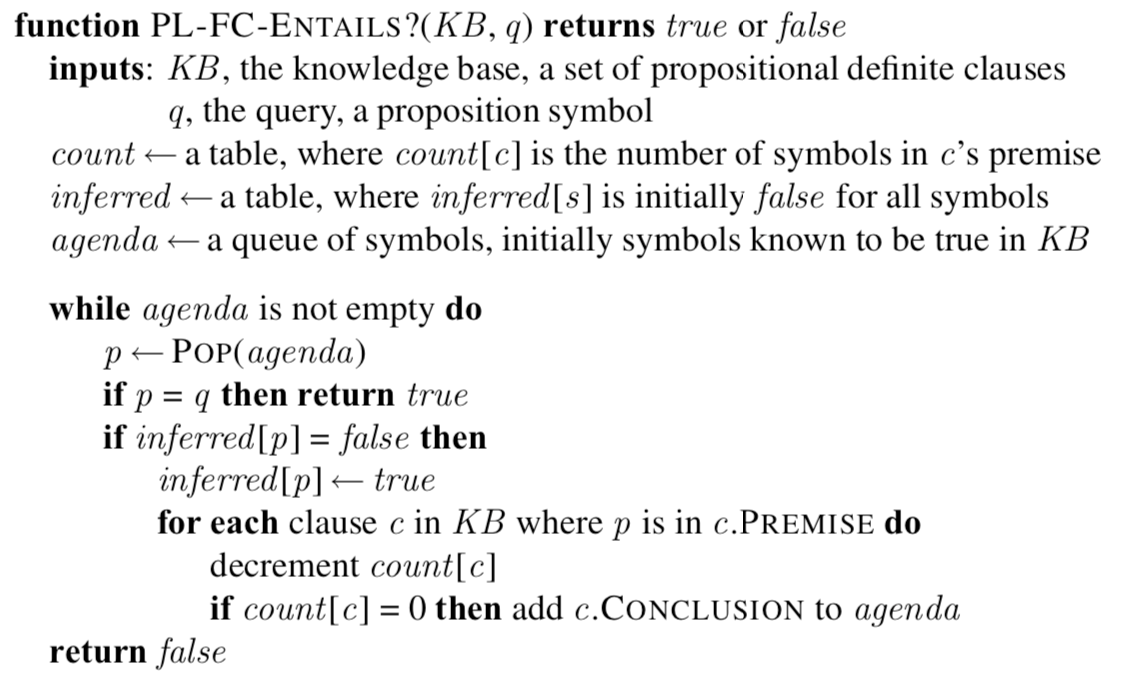 function PL-FC-ENTAILS?(KB, q) returns true or false
inputs: KB, the knowledge base, a set of propositional definite clauses
q, the query, a proposition symbol
count ← a table, where count[c] is the number of symbols in c's premise
inferred ← a table, where inferred[s] is initially false for all symbols
agenda ← a queue of symbols, initially symbols known to be true in KB
while agenda is not empty do
p ← POP(agenda)
if p = q then return true
if inferred[p] = false then
inferred[p] ← true
for each clause c in KB where p is in c.PREMISE do
decrement count[c]
if count[c] = 0 then add c.CONCLUSION to agenda
return false